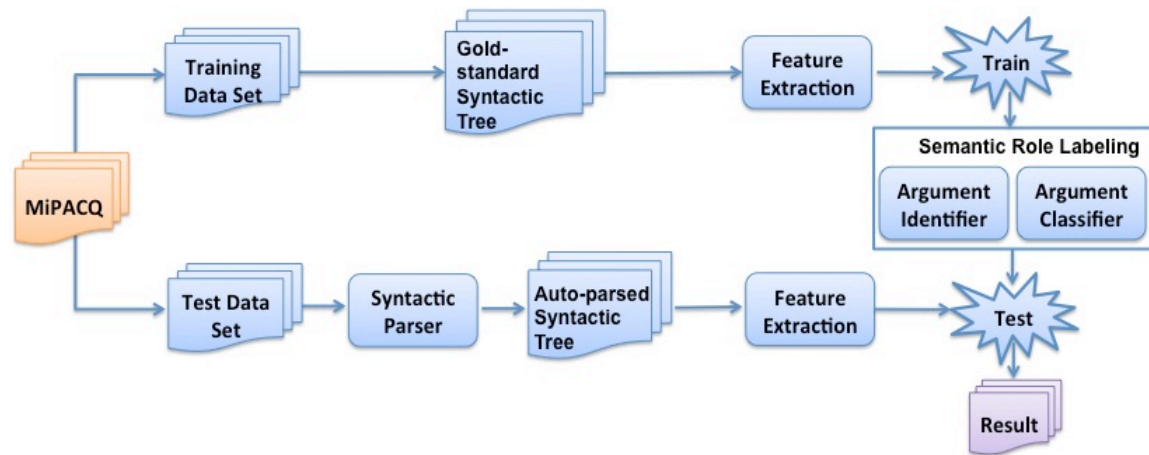 Training
Data Set
Gold-
standard
Syntactic
Tree
Feature
Extraction
Train
Semantic Role Labeling
Argument
Identifier
Argument
Classifier
MiPACQ
Test Data
Set
Syntactic
Parser
Auto-parsed
Syntactic
Tree
Feature
Extraction
Test
Result